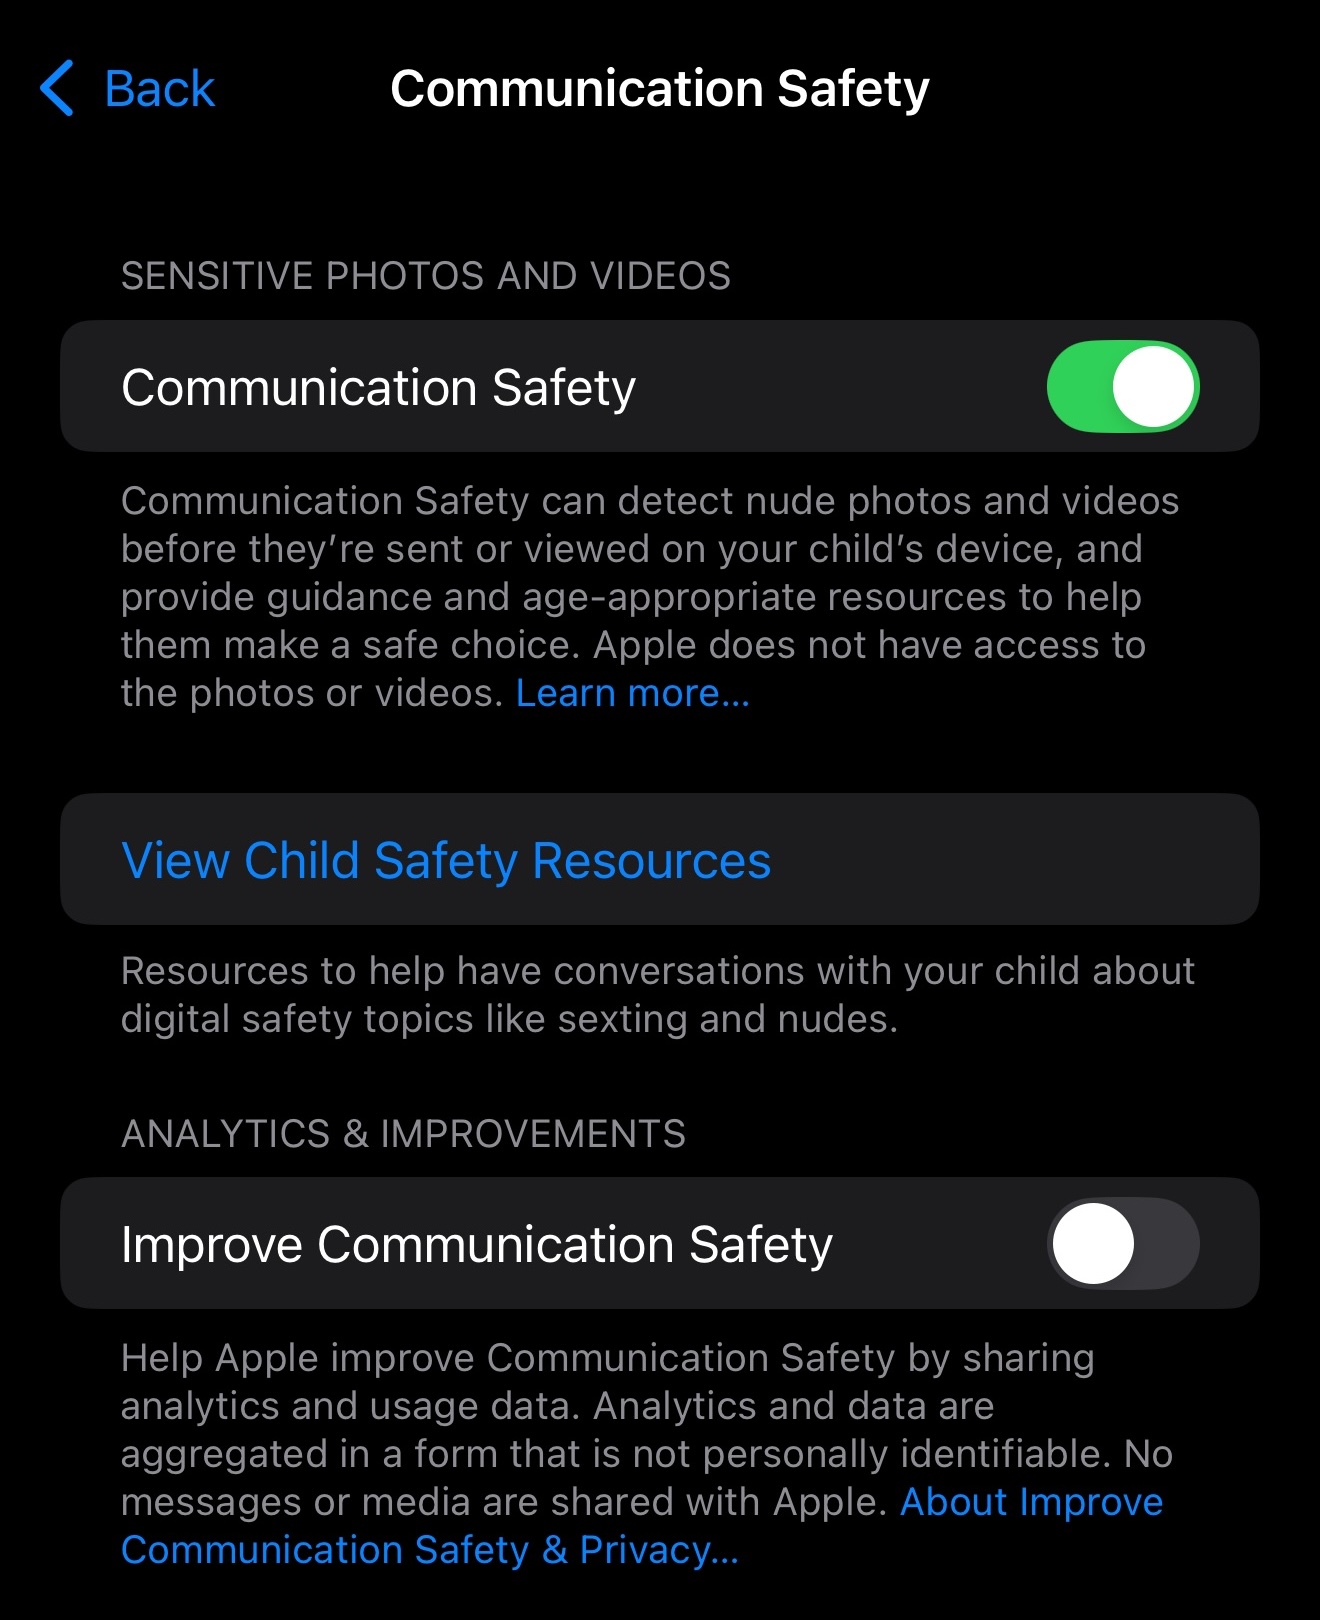 Back
Communication Safety
SENSITIVE PHOTOS AND VIDEOS
Communication Safety
Communication Safety can detect nude photos and videos
before they’re sent or viewed on your child’s device, and
provide guidance and age-appropriate resources to help
them make a safe choice. Apple does not have access to
the photos or videos. Learn more...
View Child Safety Resources
Resources to help have conversations with your child about
digital safety topics like sexting and nudes.
ANALYTICS & IMPROVEMENTS
Improve Communication Safety
Help Apple improve Communication Safety by sharing
analytics and usage data. Analytics and data are
aggregated in a form that is not personally identifiable. No
messages or media are shared with Apple. About Improve
Communication Safety & Privacy...